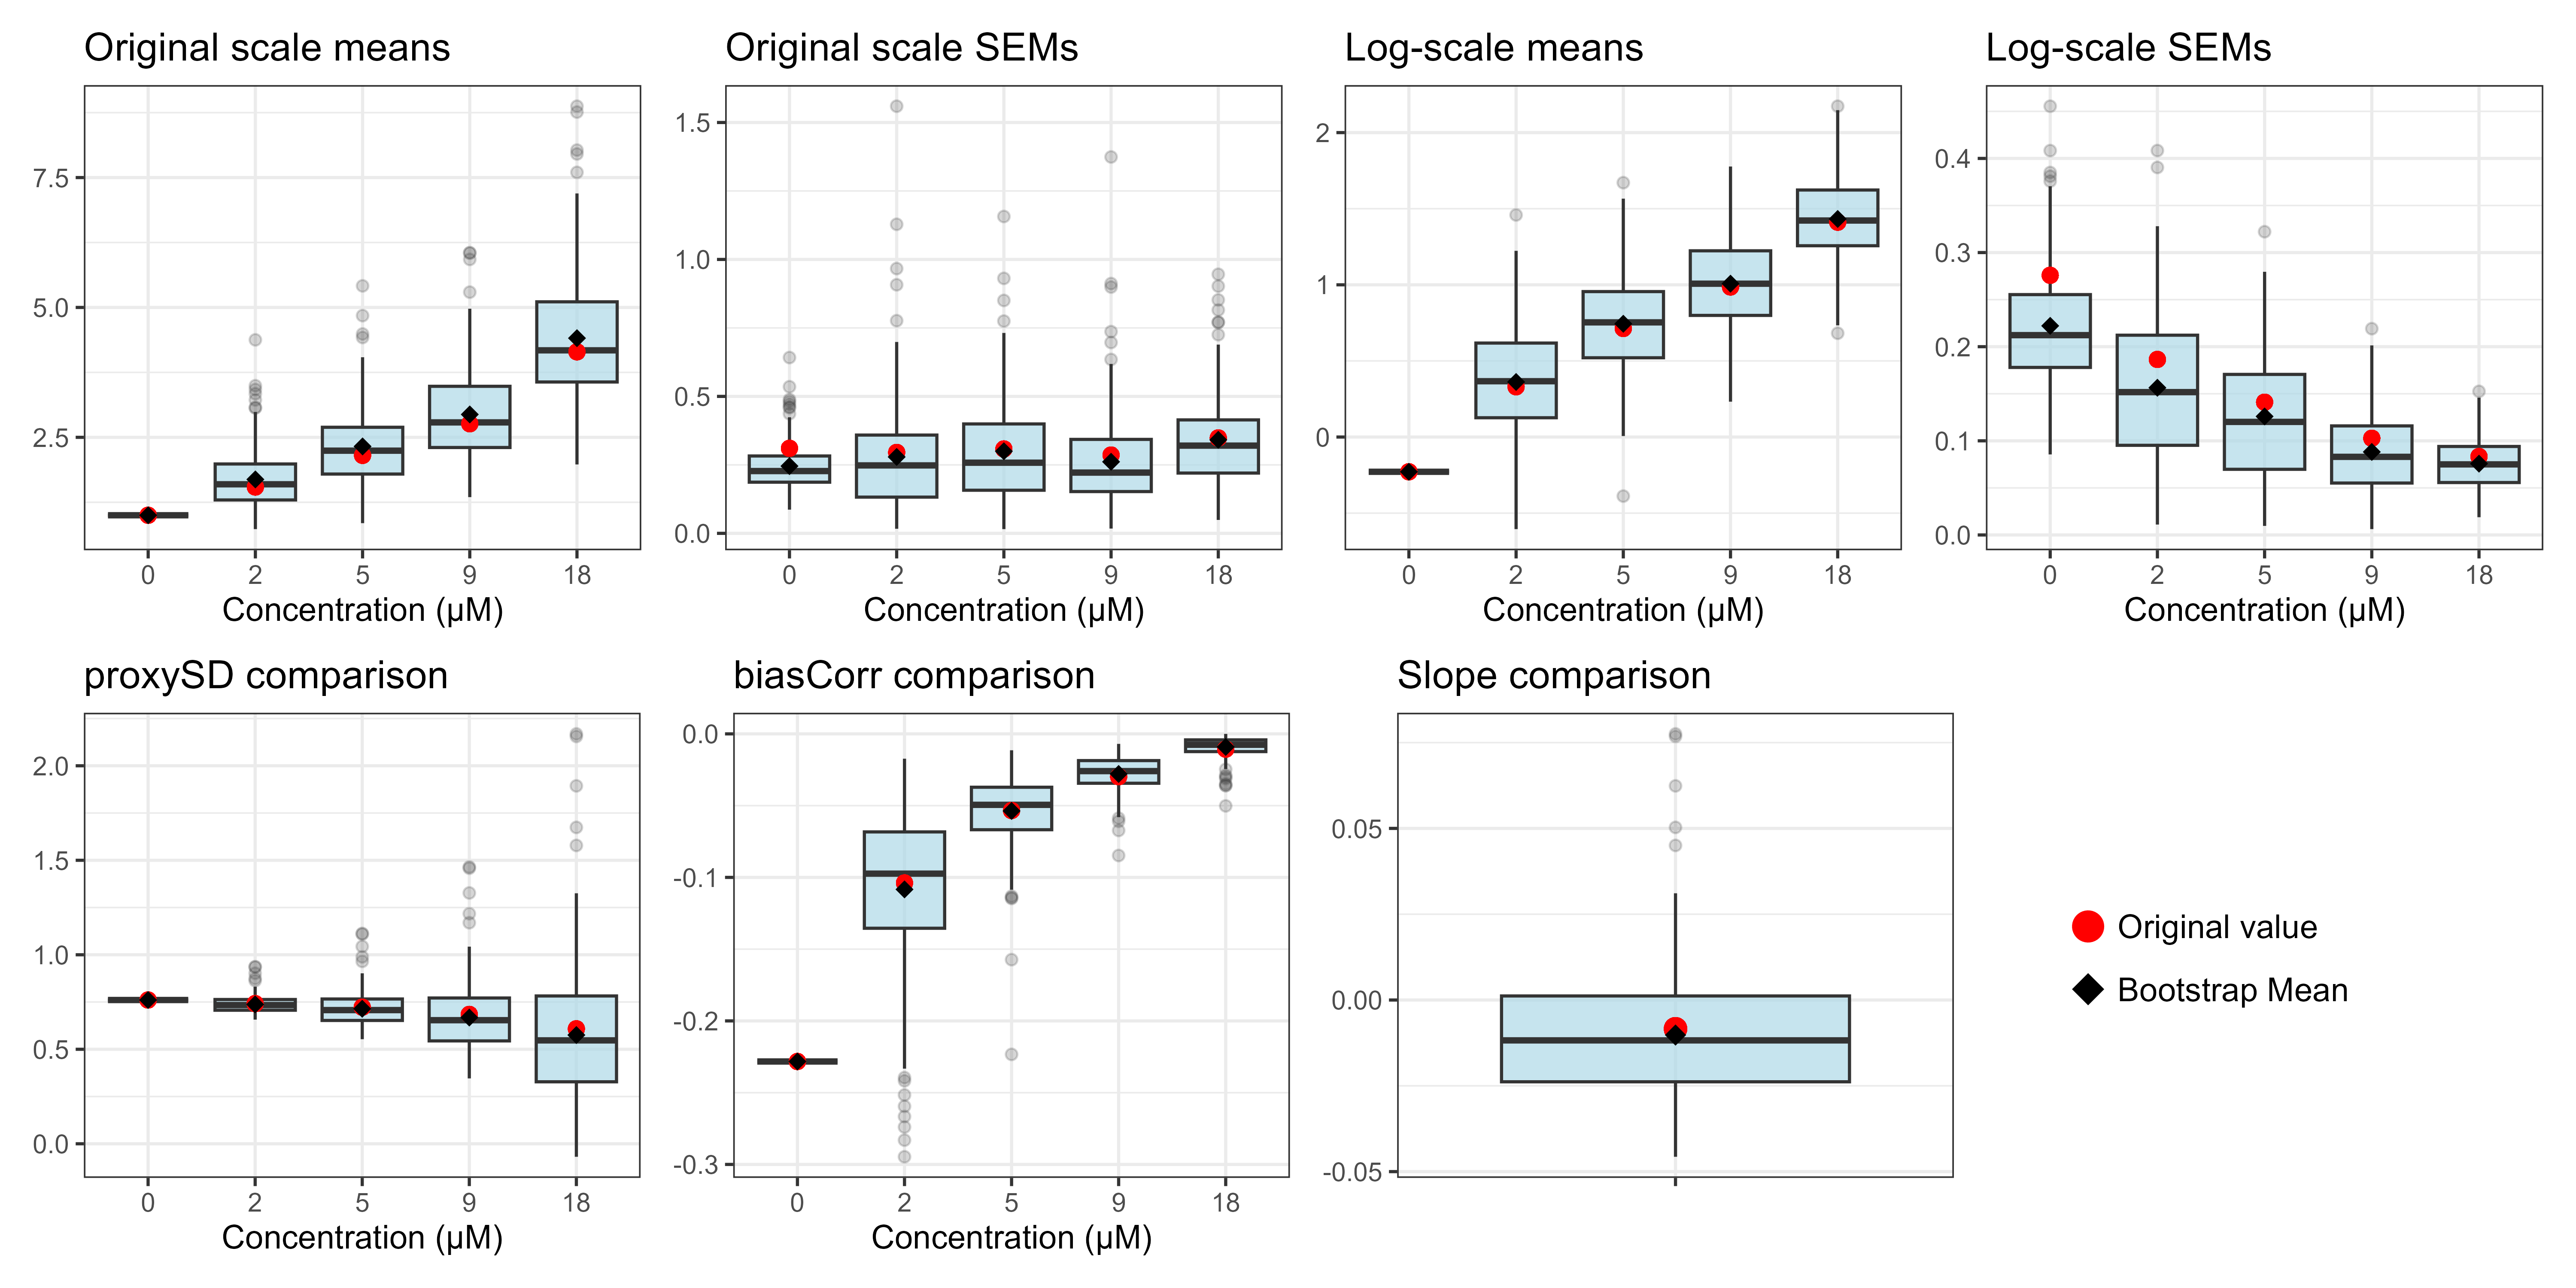 Original scale means
7.5
5.0
2.5
0 2 5 9 18
Concentration (µM)
Original scale SEMs
1.5
1.0
0.5
0.0
0 2 5 9 18
Concentration (µM)
Log-scale means
2
1
0
0 2 5 9 18
Concentration (µM)
Log-scale SEMs
0.4
0.3
0.2
0.1
0.0
0 2 5 9 18
Concentration (µM)
proxySD comparison
2.0
1.5
1.0
0.5
0.0
0 2 5 9 18
Concentration (µM)
biasCorr comparison
0.0
-0.1
-0.2
-0.3
0 2 5 9 18
Concentration (µM)
Slope comparison
0.05
0.00
-0.05
Original value
Bootstrap Mean